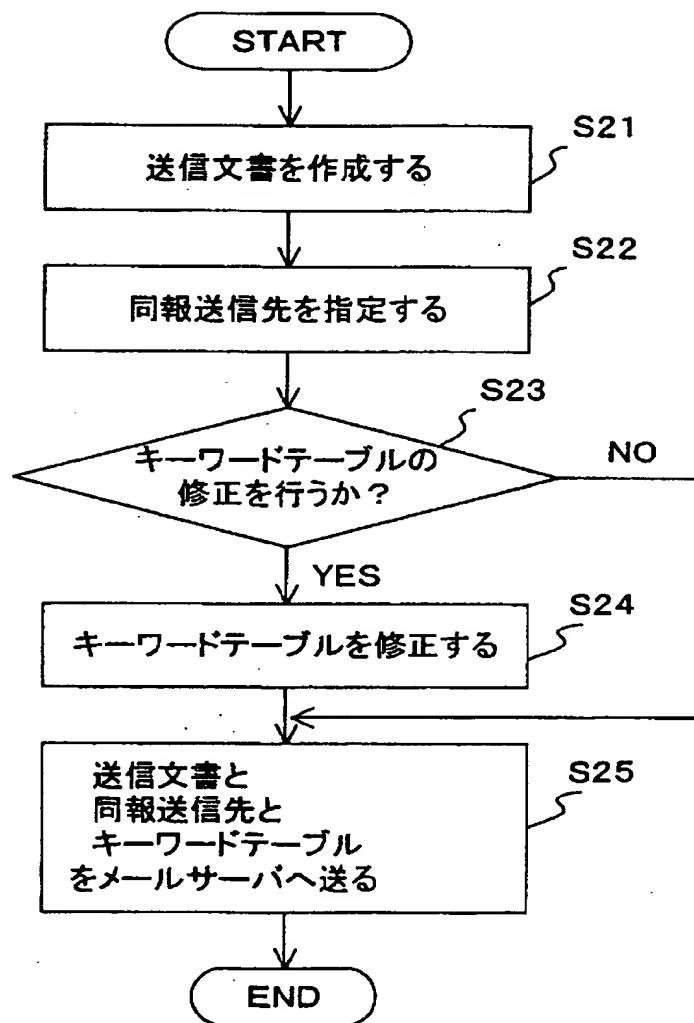 START
S21
送信文書を作成する
S22
同報送信先を指定する
S23
キーワードテーブルの
修正を行うか？
NO
YES
S24
キーワードテーブルを修正する
S25
送信文書と
同報送信先と
キーワードテーブル
をメールサーバへ送る
END